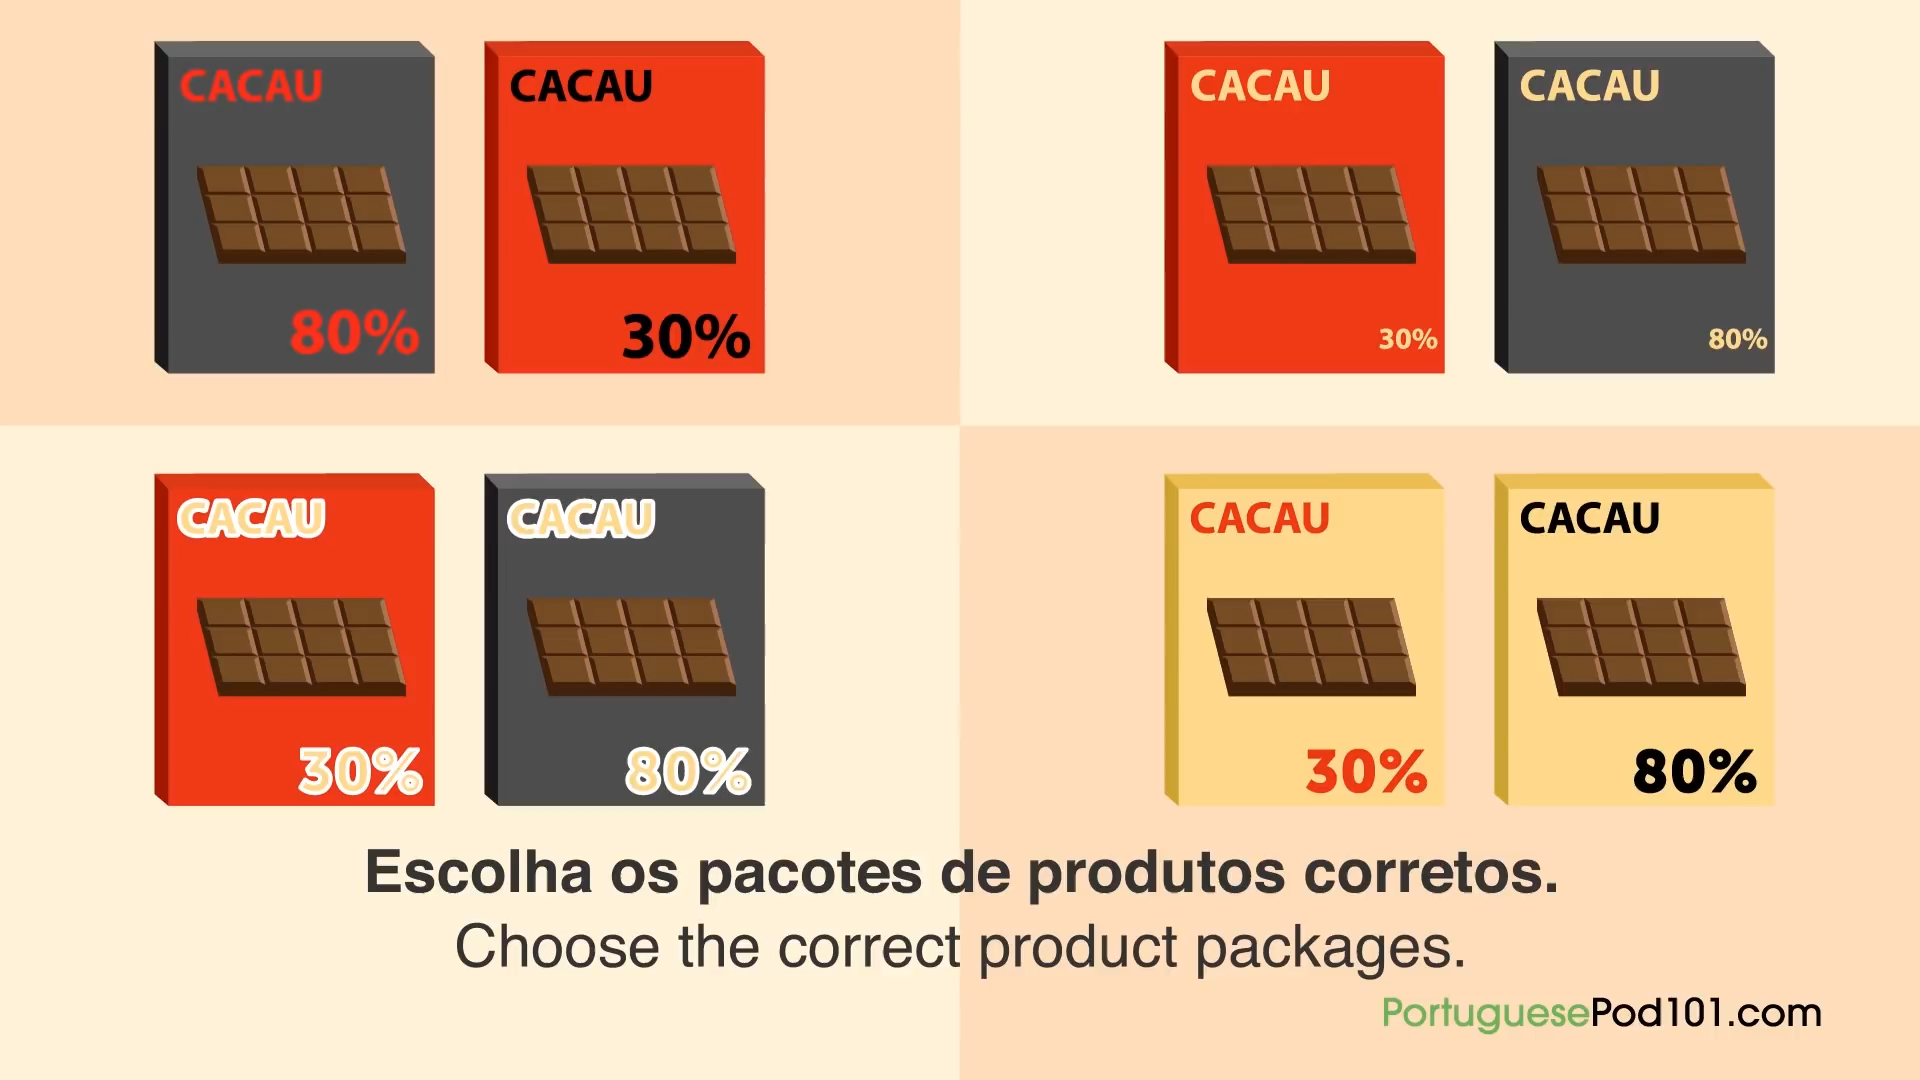 CACAU
80%
CACAU
30%
CACAU
30%
CACAU
80%
CACAU
30%
CACAU
80%
CACAU
30%
CACAU
80%
Escolha os pacotes de produtos corretos.
Choose the correct product packages.
PortuguesePod101.com